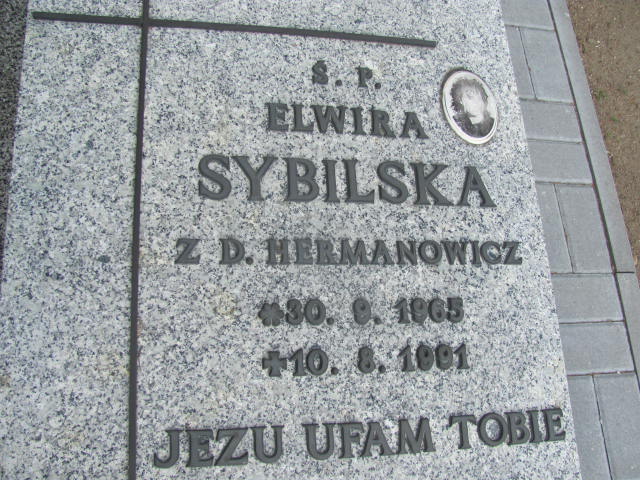 Ś. P.
ELWIRA
SYBILSKA
Z D. HERMANOWICZ
*30. 9. 1965
+10. 8. 1991
JEZU UFAM TOBIE